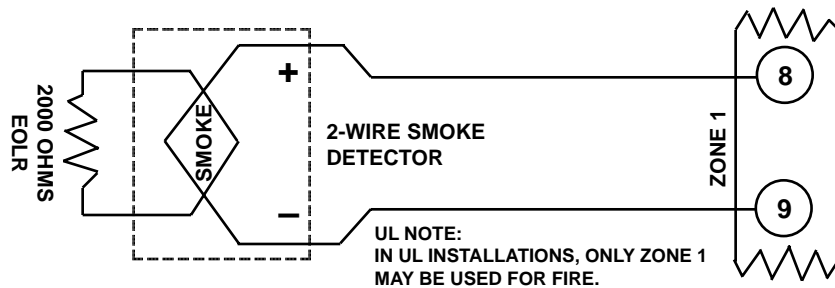 2000 OHMS
EOLR
SMOKE
+
–
2-WIRE SMOKE
DETECTOR
ZONE 1
8
9
UL NOTE:
IN UL INSTALLATIONS, ONLY ZONE 1
MAY BE USED FOR FIRE.